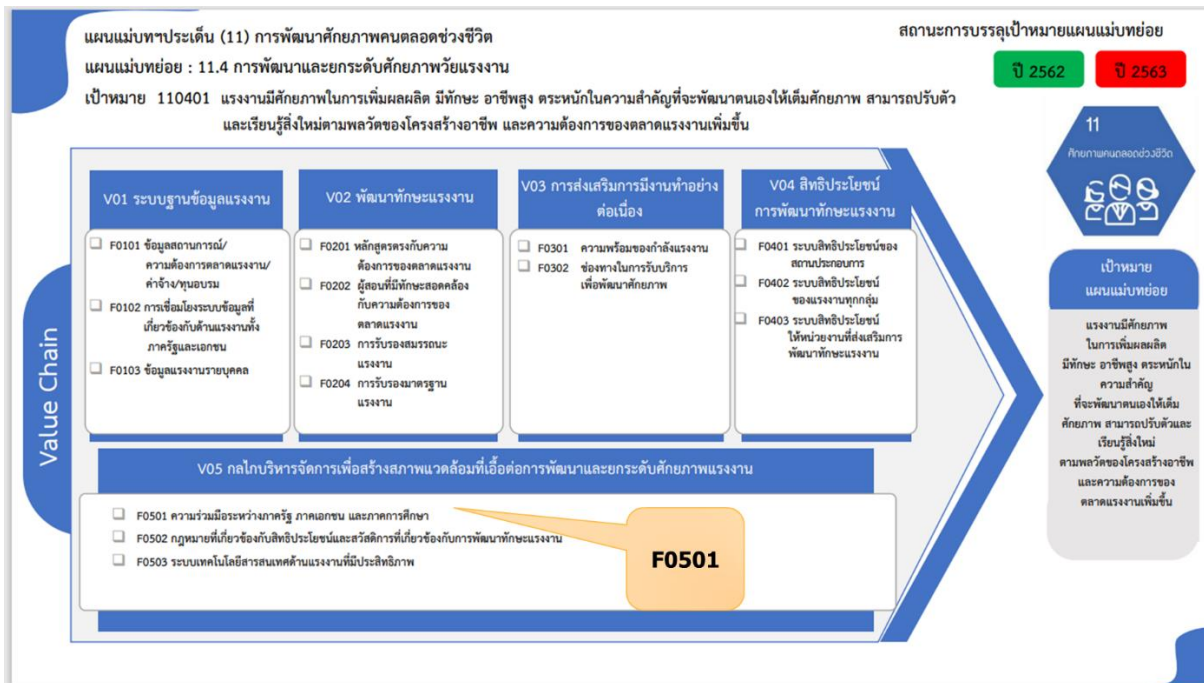 แผนแม่บทฯประเด็น (11) การพัฒนาศักยภาพคนตลอดช่วงชีวิต
สถานะการบรรลุเป้าหมายแผนแม่บทย่อย
แผนแม่บทย่อย : 11.4 การพัฒนาและยกระดับศักยภาพวัยแรงงาน
ปี 2562
ปี 2563
เป้าหมาย 110401 แรงงานมีศักยภาพในการเพิ่มผลผลิต มีทักษะ อาชีพสูง ตระหนักในความสำคัญที่จะพัฒนาตนเองให้เต็มศักยภาพ สามารถปรับตัว
และเรียนรู้สิ่งใหม่ตามพลวัตของโครงสร้างอาชีพ และความต้องการของตลาดแรงงานเพิ่มขึ้น
Value Chain
V01 ระบบฐานข้อมูลแรงงาน
F0101 ข้อมูลสถานการณ์/
ความต้องการตลาดแรงงาน/
ค่าจ้าง/ทุนอบรม
F0102 การเชื่อมโยงระบบข้อมูลที่
เกี่ยวข้องกับด้านแรงงานทั้ง
ภาครัฐและเอกชน
F0103 ข้อมูลแรงงานรายบุคคล
V02 พัฒนาทักษะแรงงาน
F0201 หลักสูตรตรงกับความ
ต้องการของตลาดแรงงาน
F0202 ผู้สอนที่มีทักษะสอดคล้อง
กับความต้องการของ
ตลาดแรงงาน
F0203 การรับรองสมรรถนะ
แรงงาน
F0204 การรับรองมาตรฐาน
แรงงาน
V03 การส่งเสริมการมีงานทำอย่าง
ต่อเนื่อง
F0301 ความพร้อมของกำลังแรงงาน
F0302 ช่องทางในการรับบริการ
เพื่อพัฒนาศักยภาพ
V04 สิทธิประโยชน์
การพัฒนาทักษะแรงงาน
F0401 ระบบสิทธิประโยชน์ของ
สถานประกอบการ
F0402 ระบบสิทธิประโยชน์
ของแรงงานทุกกลุ่ม
F0403 ระบบสิทธิประโยชน์
ให้หน่วยงานที่ส่งเสริมการ
พัฒนาทักษะแรงงาน
V05 กลไกบริหารจัดการเพื่อสร้างสภาพแวดล้อมที่เอื้อต่อการพัฒนาและยกระดับศักยภาพแรงงาน
F0501 ความร่วมมือระหว่างภาครัฐ ภาคเอกชน และภาคการศึกษา
F0502 กฎหมายที่เกี่ยวข้องกับสิทธิประโยชน์และสวัสดิการที่เกี่ยวข้องกับการพัฒนาทักษะแรงงาน
F0503 ระบบเทคโนโลยีสารสนเทศด้านแรงงานที่มีประสิทธิภาพ
F0501
11
ศักยภาพคนตลอดช่วงชีวิต
เป้าหมาย
แผนแม่บทย่อย
แรงงานมีศักยภาพ
ในการเพิ่มผลผลิต
มีทักษะ อาชีพสูง ตระหนักใน
ความสำคัญ
ที่จะพัฒนาตนเองให้เต็ม
ศักยภาพ สามารถปรับตัวและ
เรียนรู้สิ่งใหม่
ตามพลวัตของโครงสร้างอาชีพ
และความต้องการของ
ตลาดแรงงานเพิ่มขึ้น